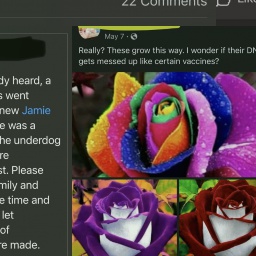 22 Comments
dy heard, a
s went
new Jamie
e was a
he underdog
re
st. Please
mily and
e time and
let
of
re made.
May 7
Really? These grow this way. I wonder if their DN
gets messed up like certain vaccines?